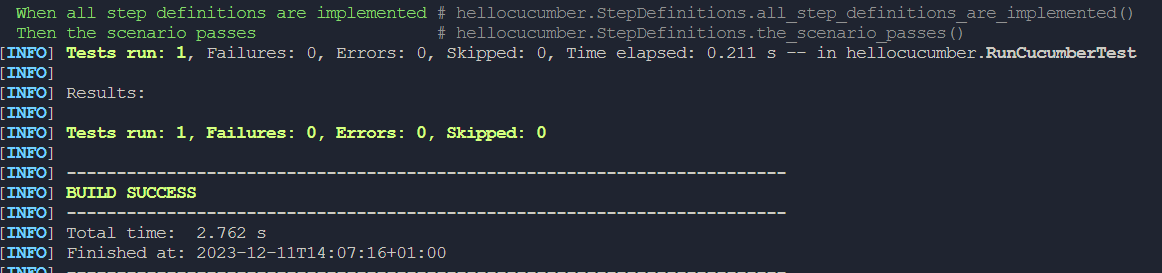 When all step definitions are implemented # hellocucumber.StepDefinitions.all_step_definitions_are_implemented()
Then the scenario passes # hellocucumber.StepDefinitions.the_scenario_passes()
[INFO] Tests run: 1, Failures: 0, Errors: 0, Skipped: 0, Time elapsed: 0.211 s -- in hellocucumber.RunCucumberTest
[INFO]
[INFO] Results:
[INFO]
[INFO] Tests run: 1, Failures: 0, Errors: 0, Skipped: 0
[INFO]
[INFO] ------------------------------------------------------------------------
[INFO] BUILD SUCCESS
[INFO] ------------------------------------------------------------------------
[INFO] Total time:  2.762 s
[INFO] Finished at: 2023-12-11T14:07:16+01:00
[INFO] ------------------------------------------------------------------------